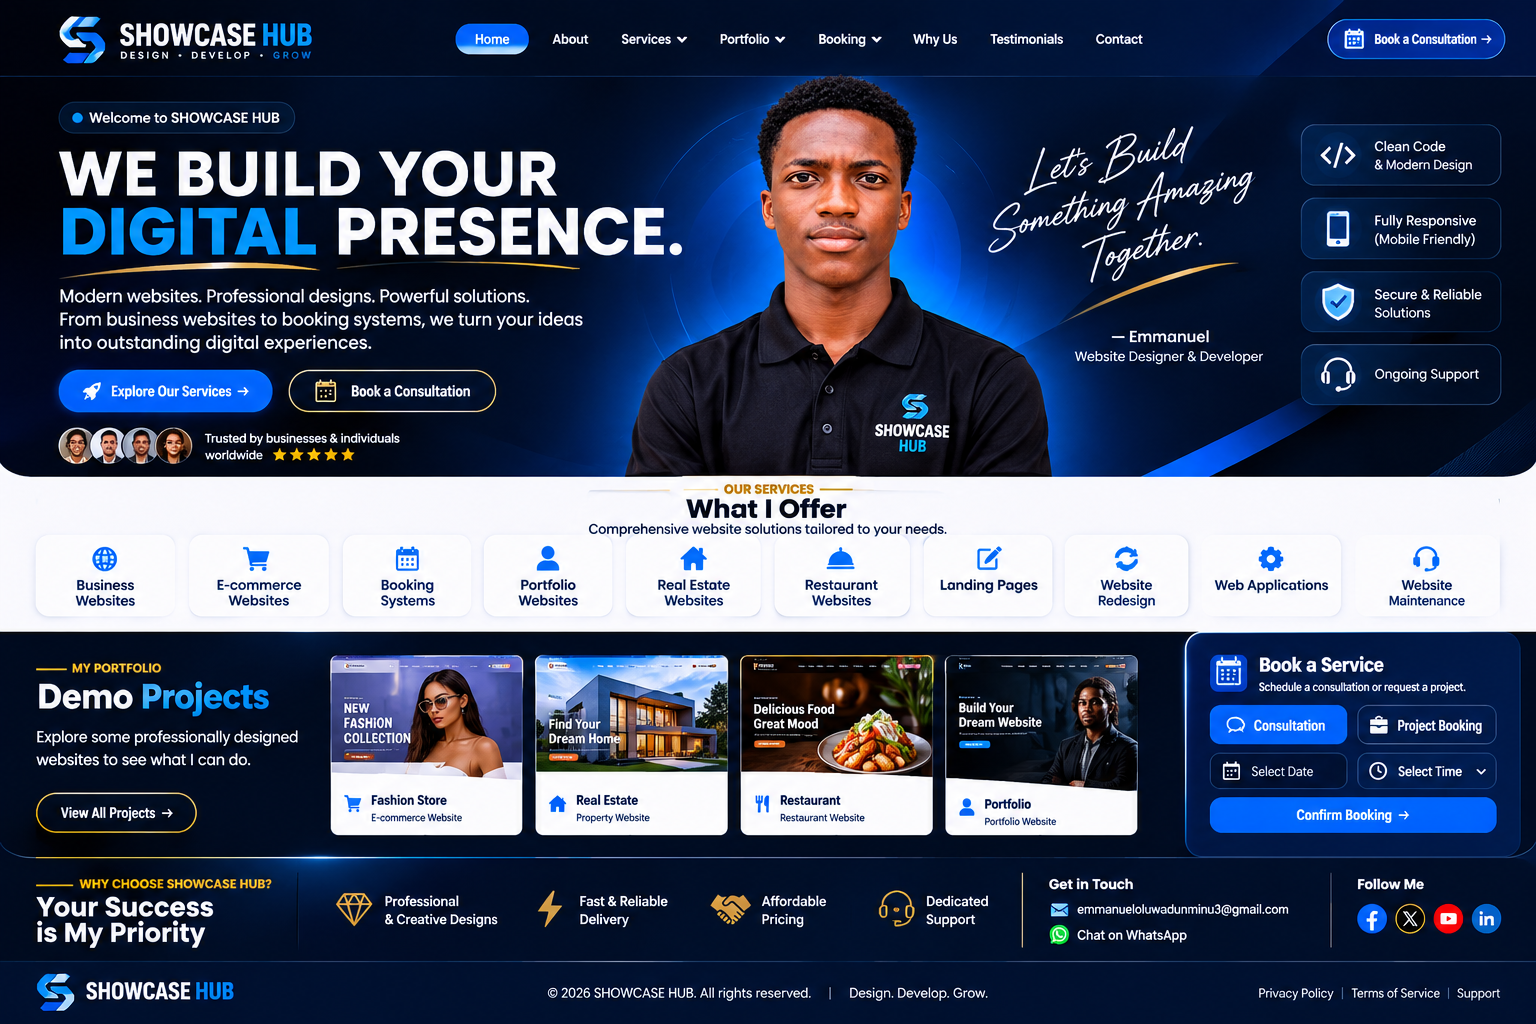 SHOWCASE HUB
DESIGN • DEVELOP • GROW
Home
About
Services
Portfolio
Booking
Why Us
Testimonials
Contact
Book a Consultation →
Welcome to SHOWCASE HUB
WE BUILD YOUR
DIGITAL PRESENCE.
Modern websites. Professional designs. Powerful solutions.
From business websites to booking systems, we turn your ideas
into outstanding digital experiences.
Explore Our Services →
Book a Consultation
Trusted by businesses & individuals
worldwide ★★★★★
SHOWCASE
HUB
Let's Build
Something Amazing
Together.
— Emmanuel
Website Designer & Developer
</> Clean Code
& Modern Design
Fully Responsive
(Mobile Friendly)
Secure & Reliable
Solutions
Ongoing Support
OUR SERVICES
What I Offer
Comprehensive website solutions tailored to your needs.
Business
Websites
E-commerce
Websites
Booking
Systems
Portfolio
Websites
Real Estate
Websites
Restaurant
Websites
Landing Pages
Website
Redesign
Web Applications
Website
Maintenance
MY PORTFOLIO
Demo Projects
Explore some professionally designed
websites to see what I can do.
View All Projects →
NEW
FASHION
COLLECTION
Fashion Store
E-commerce Website
Find Your
Dream Home
Real Estate
Property Website
Delicious Food
Great Mood
Restaurant
Restaurant Website
Build Your
Dream Website
Portfolio
Portfolio Website
Book a Service
Schedule a consultation or request a project.
Consultation
Project Booking
Select Date
Select Time
Confirm Booking →
WHY CHOOSE SHOWCASE HUB?
Your Success
is My Priority
Professional
& Creative Designs
Fast & Reliable
Delivery
Affordable
Pricing
Dedicated
Support
Get in Touch
emmanueloluwadunminu3@gmail.com
Chat on WhatsApp
Follow Me
SHOWCASE HUB
© 2026 SHOWCASE HUB. All rights reserved. | Design. Develop. Grow.
Privacy Policy | Terms of Service | Support